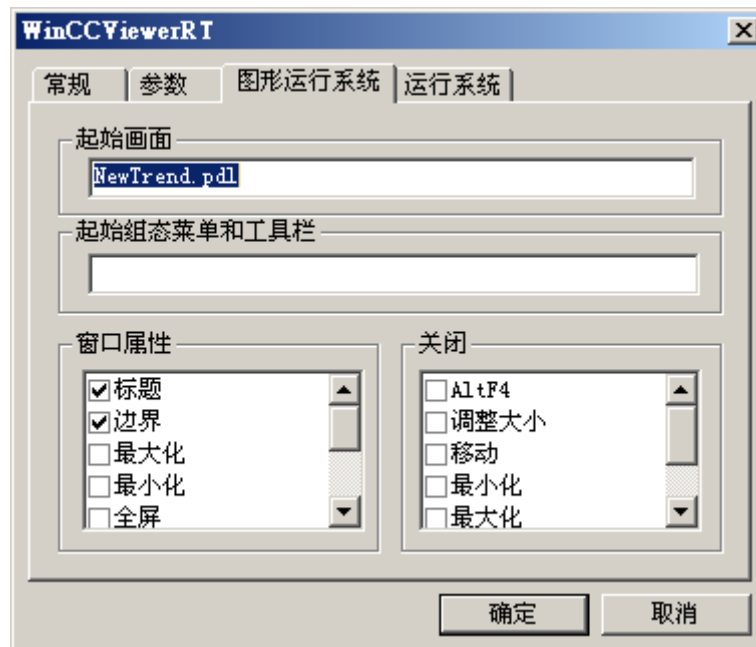 WinCCViewerRT
常规 参数 图形运行系统 运行系统
起始画面
NewTrend.pdl
起始组态菜单和工具栏
窗口属性
标题
边界
最大化
最小化
全屏
关闭
AltF4
调整大小
移动
最小化
最大化
确定 取消